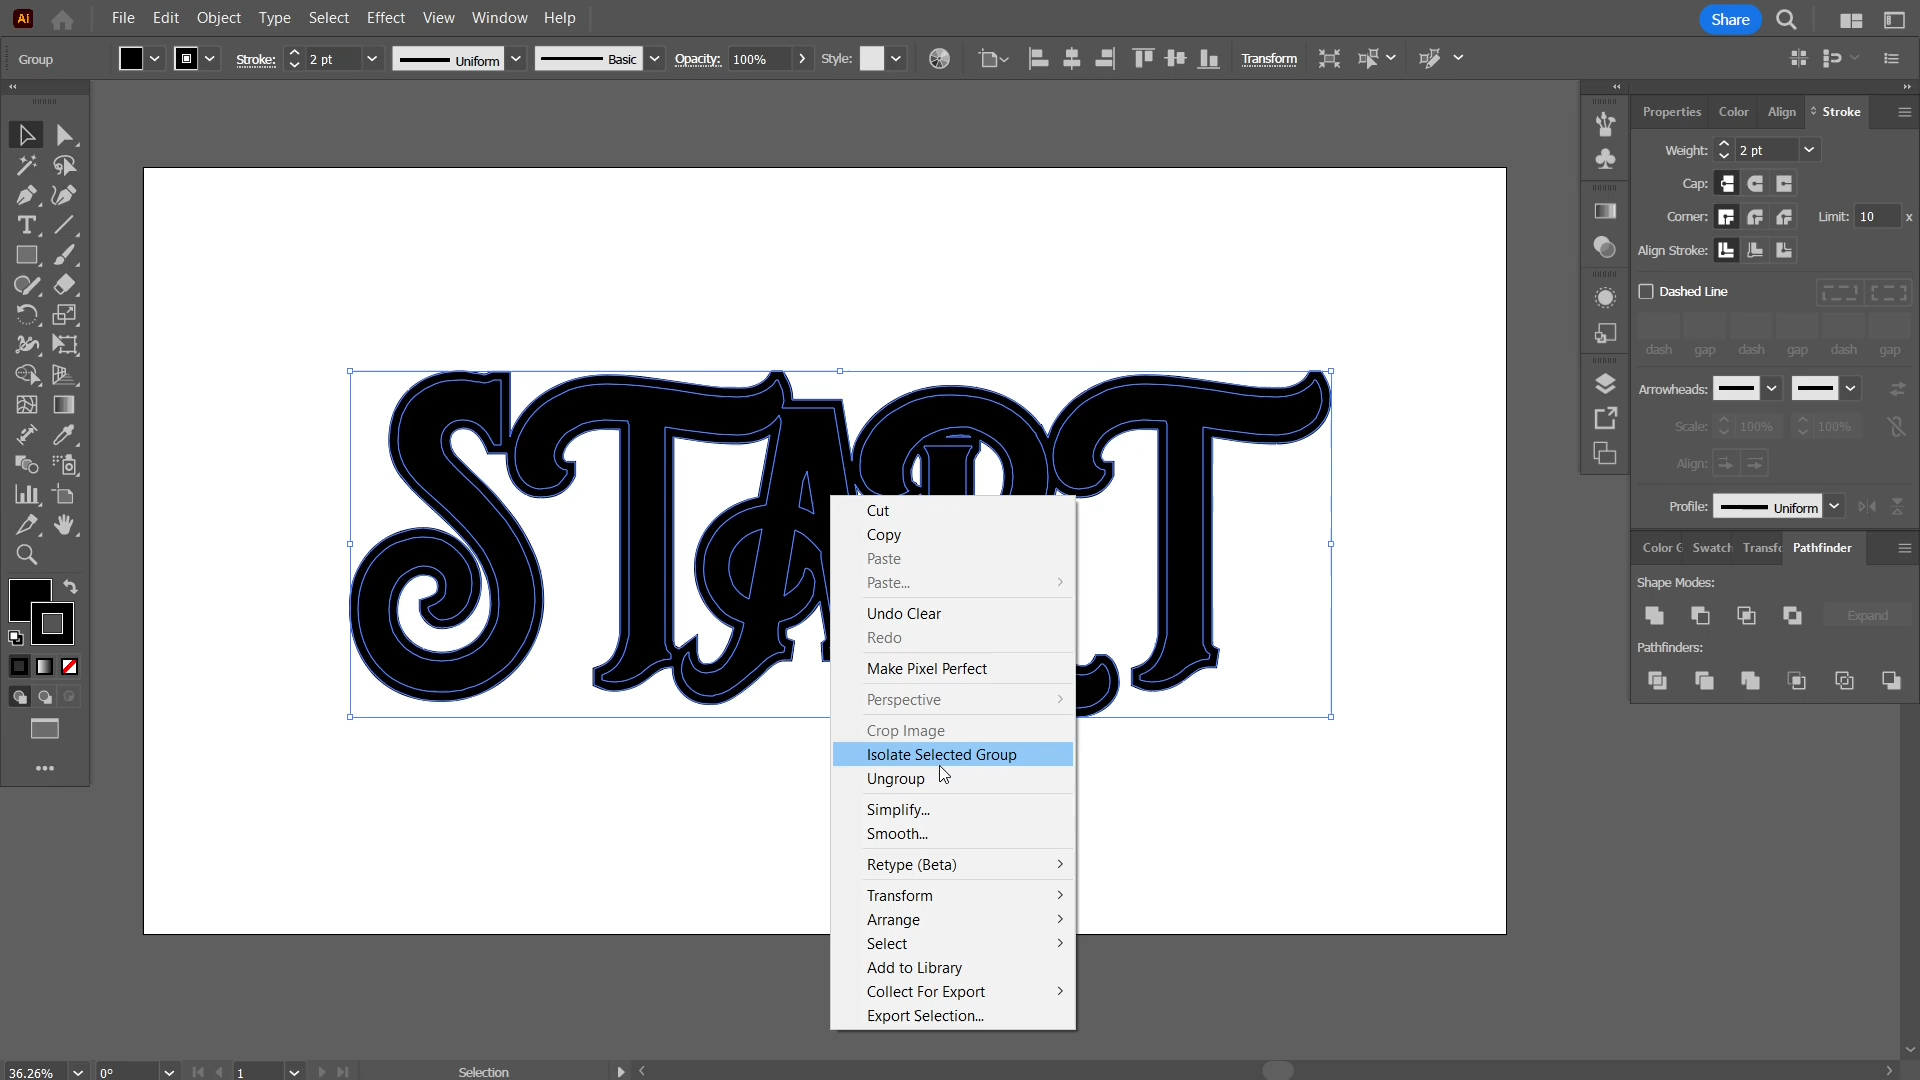 Ai File Edit Object Type Select Effect View Window Help Share
Group Stroke: 2 pt Uniform Basic Opacity: 100% Style: Transform
Properties Color Align Stroke
Weight: 2 pt
Cap:
Corner: Limit: 10 x
Align Stroke:
Dashed Line
dash gap dash gap dash gap
Arrowheads:
Scale: 100% 100%
Align:
Profile: Uniform
Color G Swatch Transfo Pathfinder
Shape Modes:
Expand
Pathfinders:
START
Cut
Copy
Paste
Paste...
Undo Clear
Redo
Make Pixel Perfect
Perspective
Crop Image
Isolate Selected Group
Ungroup
Simplify...
Smooth...
Retype (Beta)
Transform
Arrange
Select
Add to Library
Collect For Export
Export Selection...
36.26% 0° 1 Selection